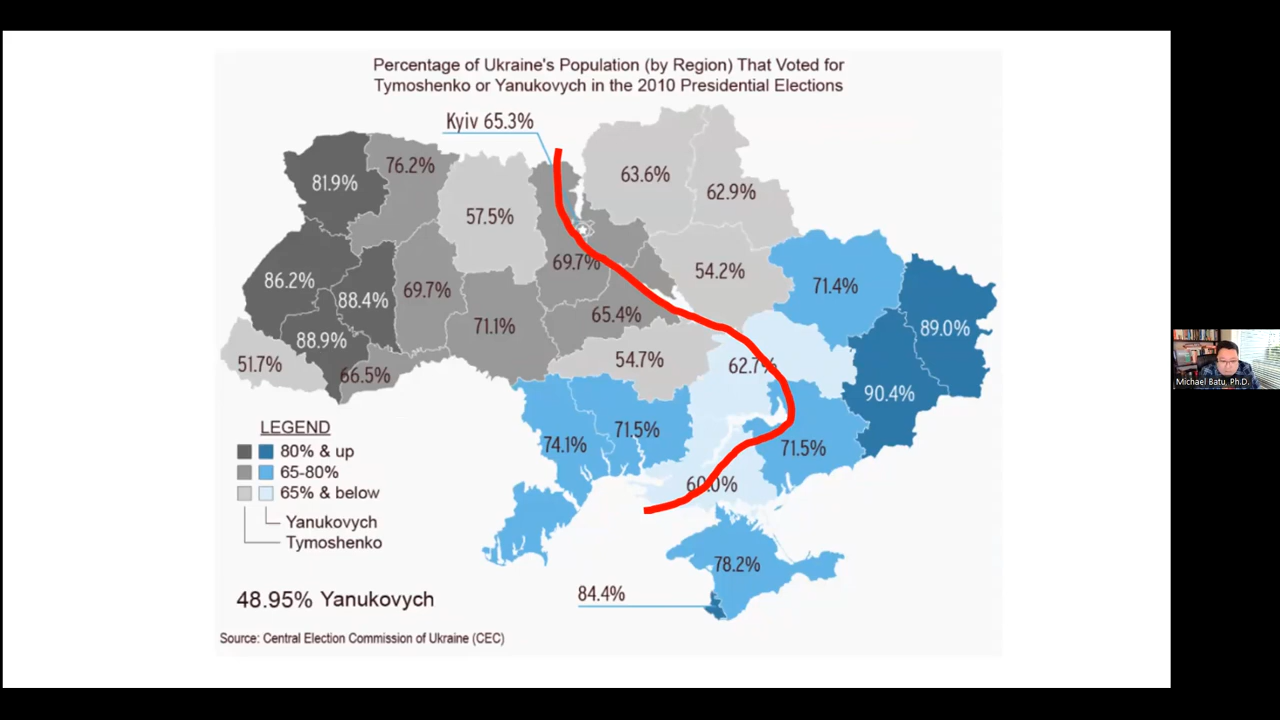 Percentage of Ukraine's Population (by Region) That Voted for
Tymoshenko or Yanukovych in the 2010 Presidential Elections
Kyiv 65.3%
76.2%
81.9%
63.6%
62.9%
57.5%
69.7%
54.2%
86.2%
71.4%
69.7%
88.4%
65.4%
71.1%
89.0%
88.9%
54.7%
51.7%
62.7%
66.5%
90.4%
LEGEND
71.5%
74.1%
71.5%
80% & up
65-80%
60.0%
65% & below
Yanukovych
Tymoshenko
78.2%
84.4%
48.95% Yanukovych
Source: Central Election Commission of Ukraine (CEC)
Michael Batu, Ph.D.